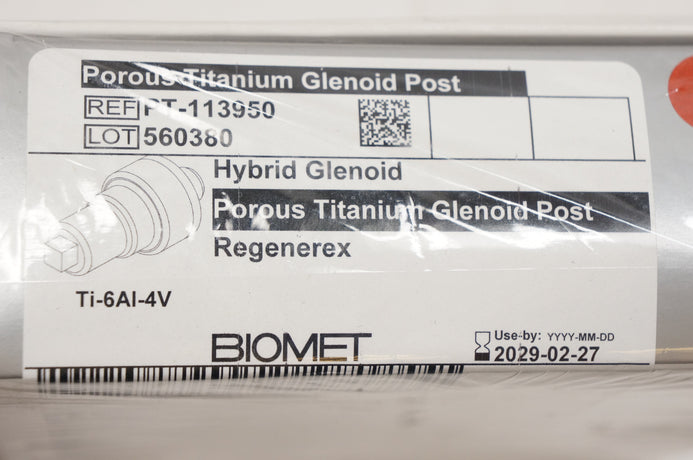 Porous Titanium Glenoid Post
REF PT-113950
LOT 560380
Hybrid Glenoid
Porous Titanium Glenoid Post
Regenerex
Ti-6Al-4V
BIOMET
Use-by: YYYY-MM-DD
2029-02-27